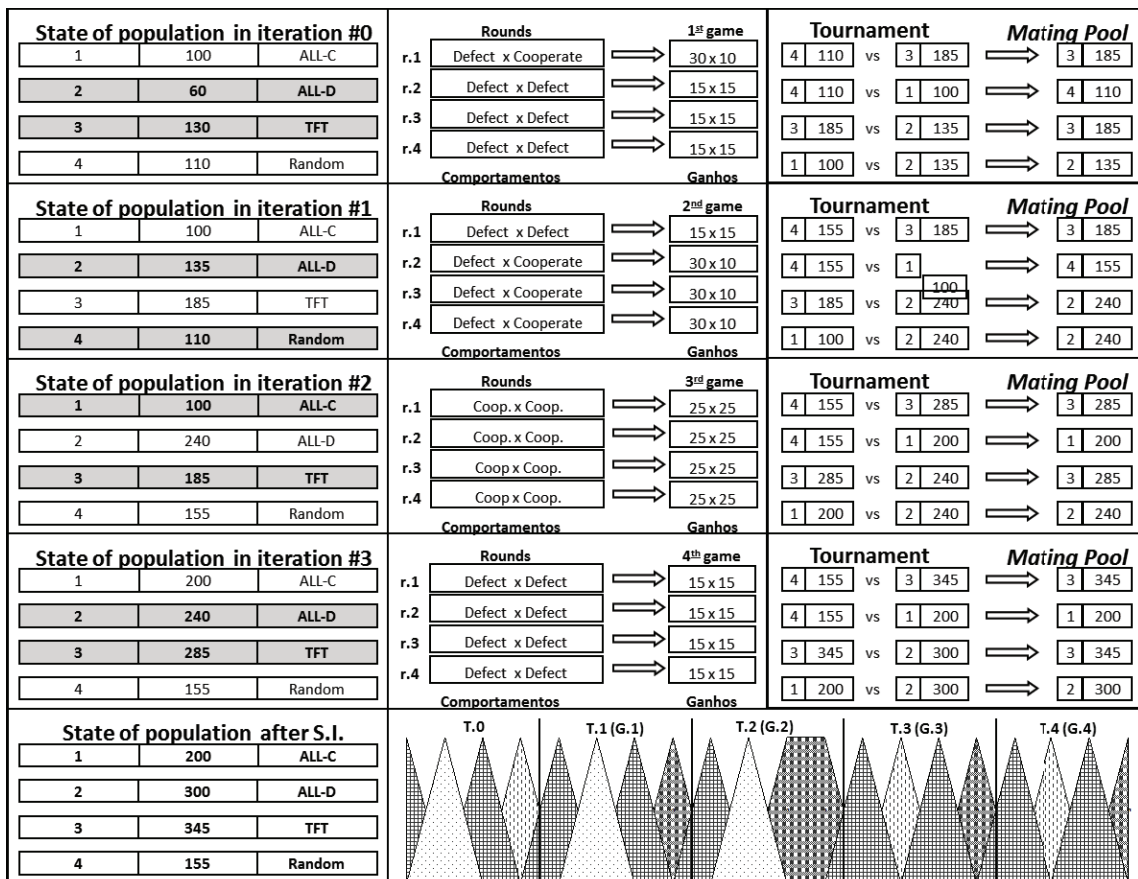 State of population in iteration #0
1 100 ALL-C
2 60 ALL-D
3 130 TFT
4 110 Random
Rounds 1st game
r.1 Defect x Cooperate 30 x 10
r.2 Defect x Defect 15 x 15
r.3 Defect x Defect 15 x 15
r.4 Defect x Defect 15 x 15
Comportamentos Ganhos
Tournament Mating Pool
4 110 vs 3 185 3 185
4 110 vs 1 100 4 110
3 185 vs 2 135 3 185
1 100 vs 2 135 2 135
State of population in iteration #1
1 100 ALL-C
2 135 ALL-D
3 185 TFT
4 110 Random
Rounds 2nd game
r.1 Defect x Defect 15 x 15
r.2 Defect x Cooperate 30 x 10
r.3 Defect x Cooperate 30 x 10
r.4 Defect x Cooperate 30 x 10
Comportamentos Ganhos
Tournament Mating Pool
4 155 vs 3 185 3 185
4 155 vs 1 100 4 155
3 185 vs 2 240 2 240
1 100 vs 2 240 2 240
State of population in iteration #2
1 100 ALL-C
2 240 ALL-D
3 185 TFT
4 155 Random
Rounds 3rd game
r.1 Coop. x Coop. 25 x 25
r.2 Coop. x Coop. 25 x 25
r.3 Coop x Coop. 25 x 25
r.4 Coop x Coop. 25 x 25
Comportamentos Ganhos
Tournament Mating Pool
4 155 vs 3 285 3 285
4 155 vs 1 200 1 200
3 285 vs 2 240 3 285
1 200 vs 2 240 2 240
State of population in iteration #3
1 200 ALL-C
2 240 ALL-D
3 285 TFT
4 155 Random
Rounds 4th game
r.1 Defect x Defect 15 x 15
r.2 Defect x Defect 15 x 15
r.3 Defect x Defect 15 x 15
r.4 Defect x Defect 15 x 15
Comportamentos Ganhos
Tournament Mating Pool
4 155 vs 3 345 3 345
4 155 vs 1 200 1 200
3 345 vs 2 300 3 345
1 200 vs 2 300 2 300
State of population after S.I.
1 200 ALL-C
2 300 ALL-D
3 345 TFT
4 155 Random
T.0 T.1 (G.1) T.2 (G.2) T.3 (G.3) T.4 (G.4)